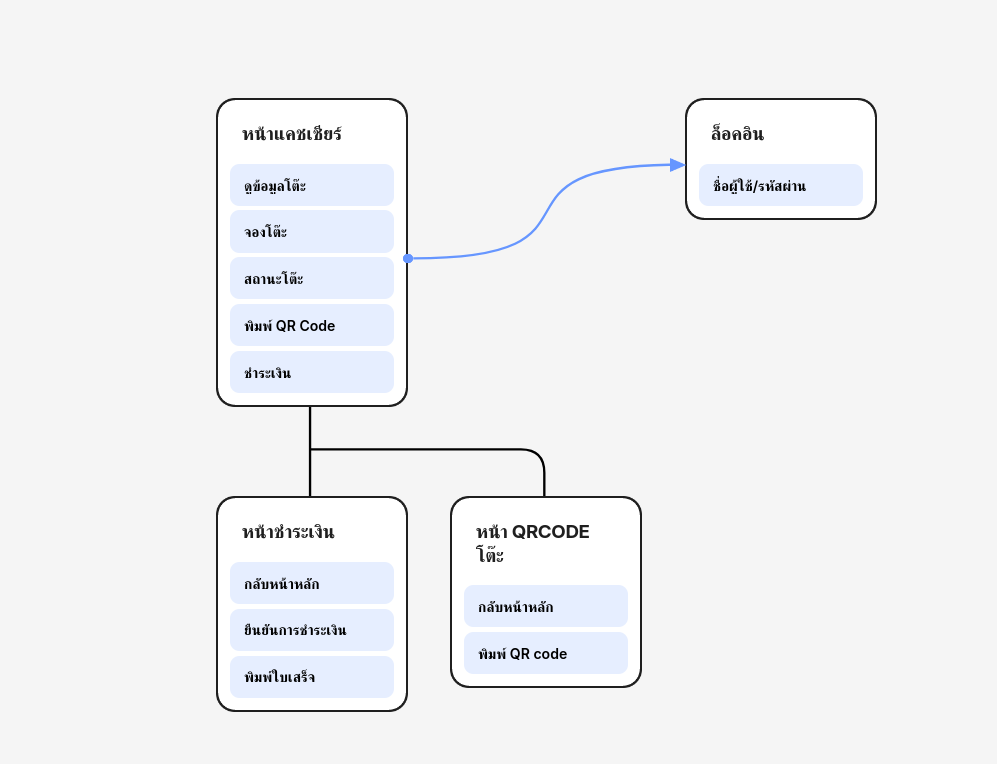 หน้าแคชเชียร์
ดูข้อมูลโต๊ะ
จองโต๊ะ
สถานะโต๊ะ
พิมพ์ QR Code
ชำระเงิน
ล็อคอิน
ชื่อผู้ใช้/รหัสผ่าน
หน้าชำระเงิน
กลับหน้าหลัก
ยืนยันการชำระเงิน
พิมพ์ใบเสร็จ
หน้า QRCODE
โต๊ะ
กลับหน้าหลัก
พิมพ์ QR code